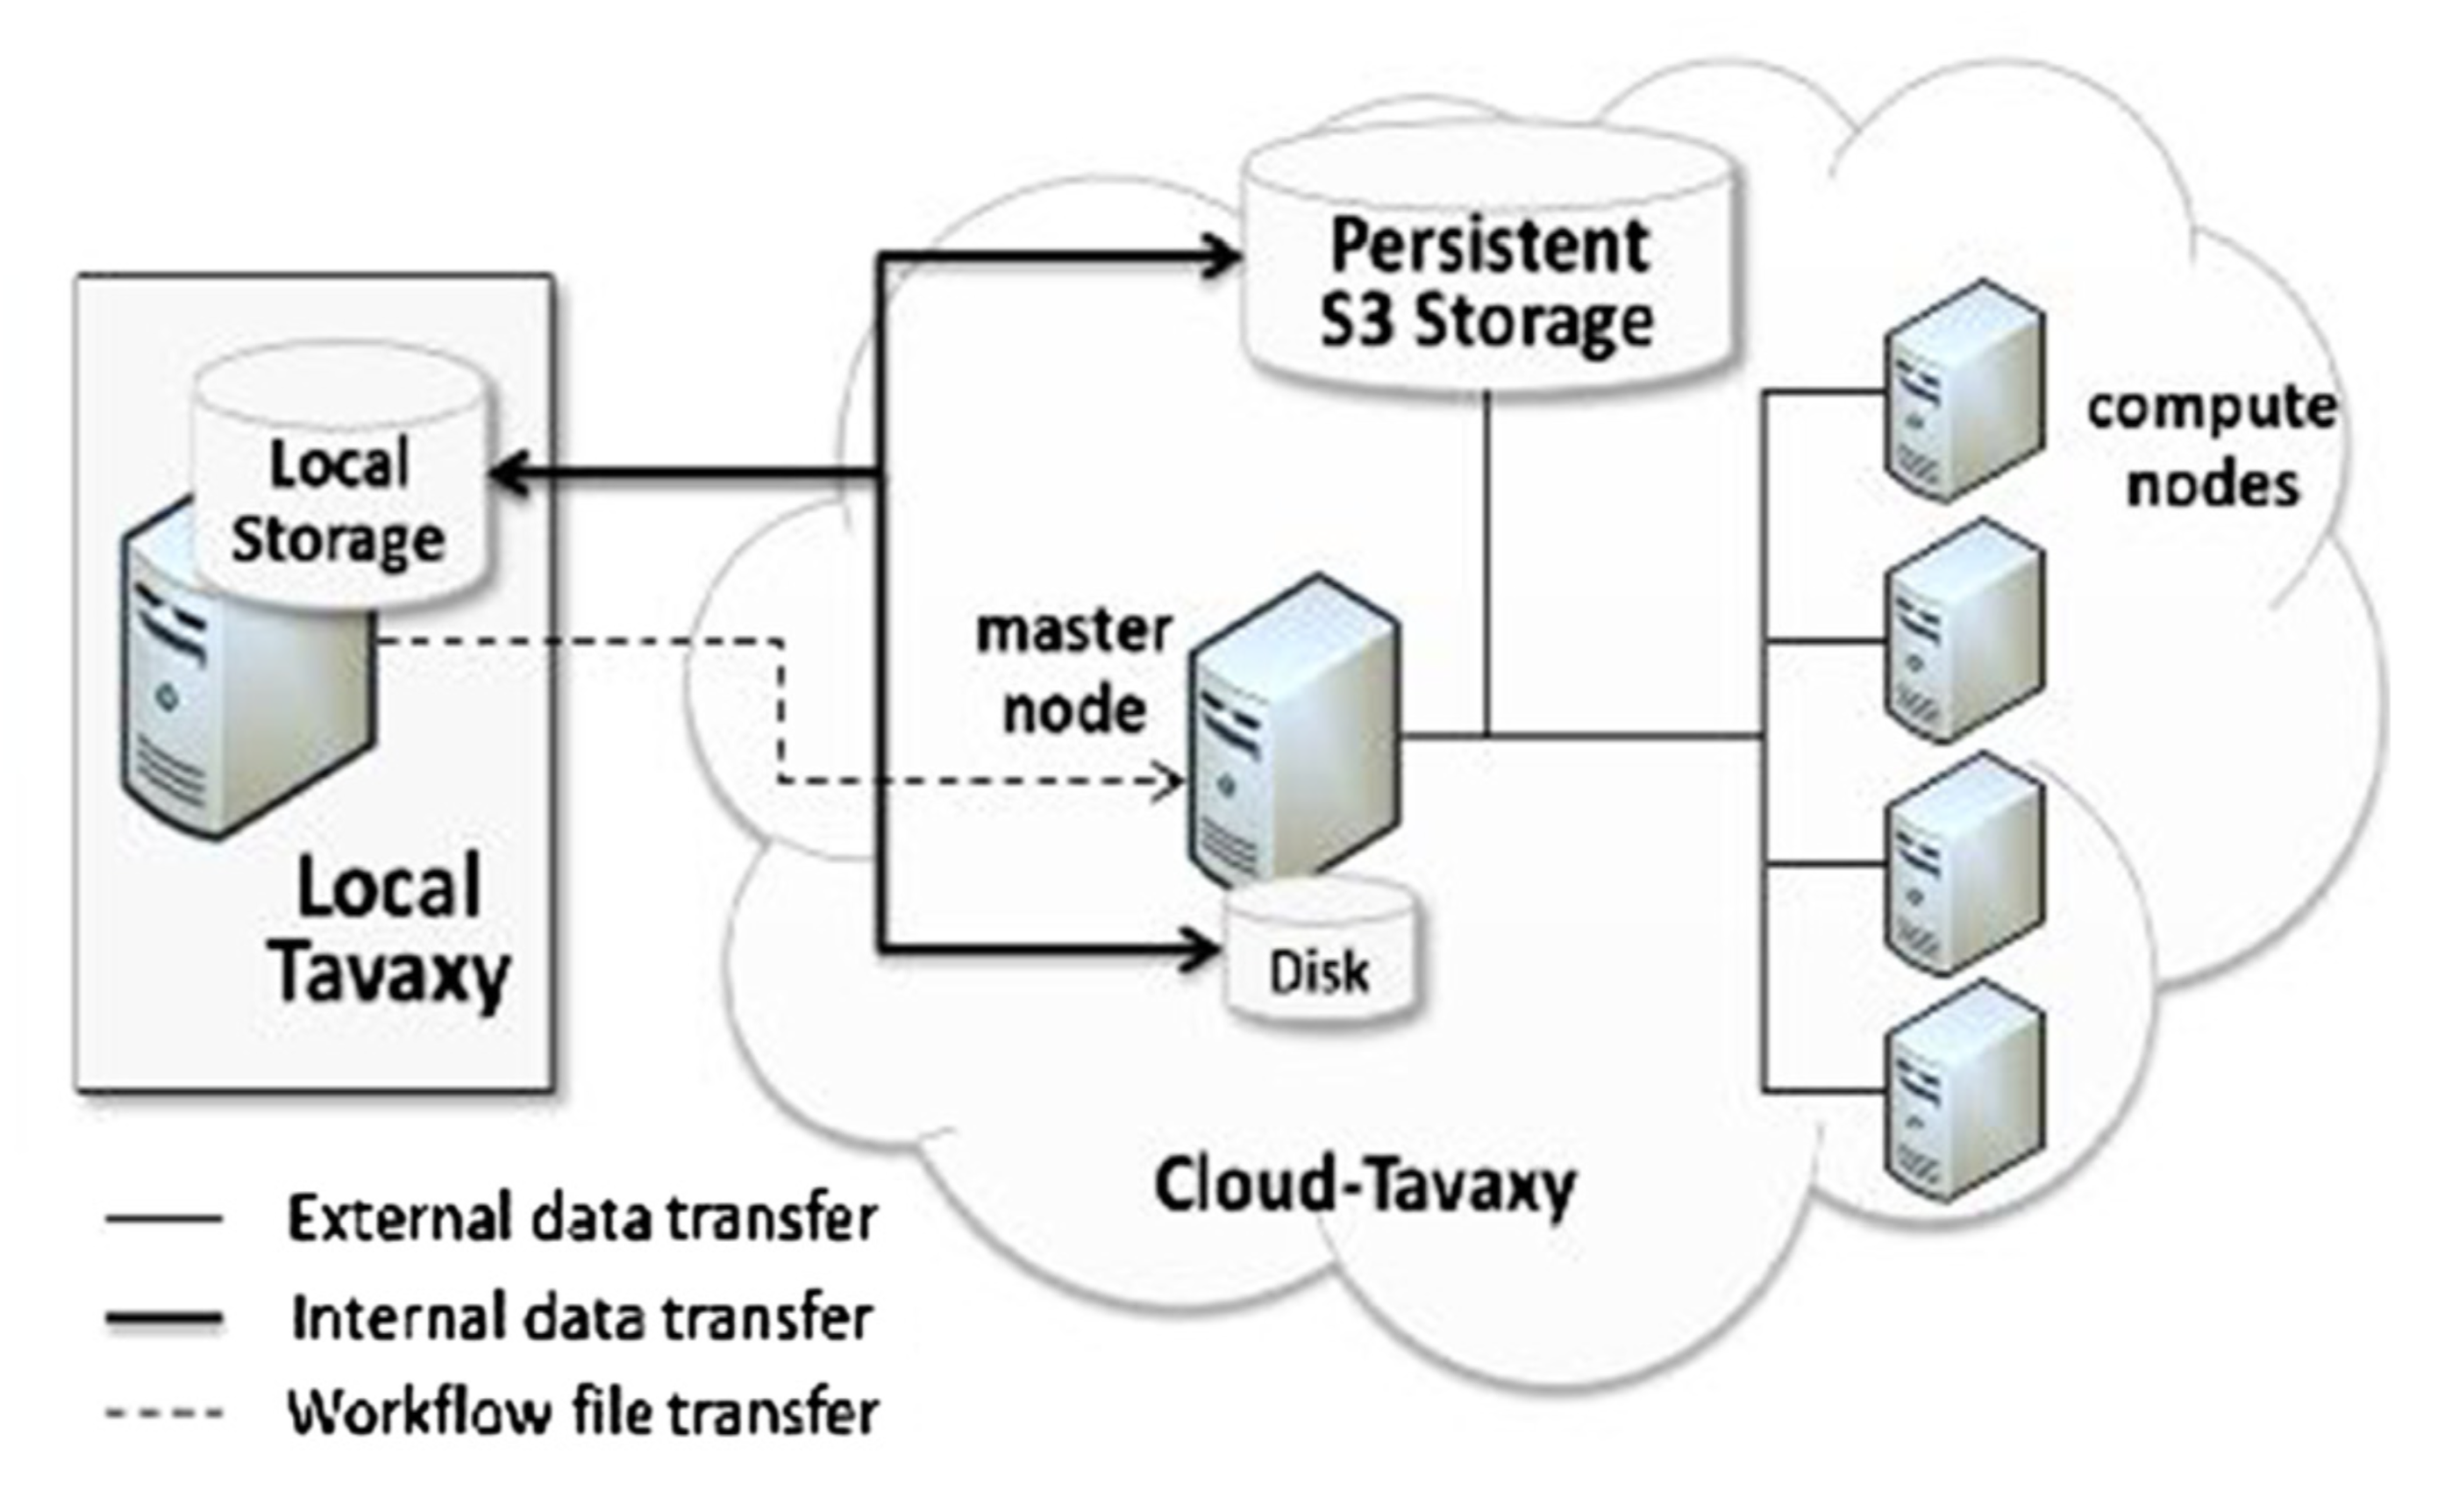 Persistent
S3 Storage
Local
Storage
compute
nodes
master
node
Local
Tavaxy
Disk
Cloud-Tavaxy
External data transfer
Internal data transfer
Workflow file transfer